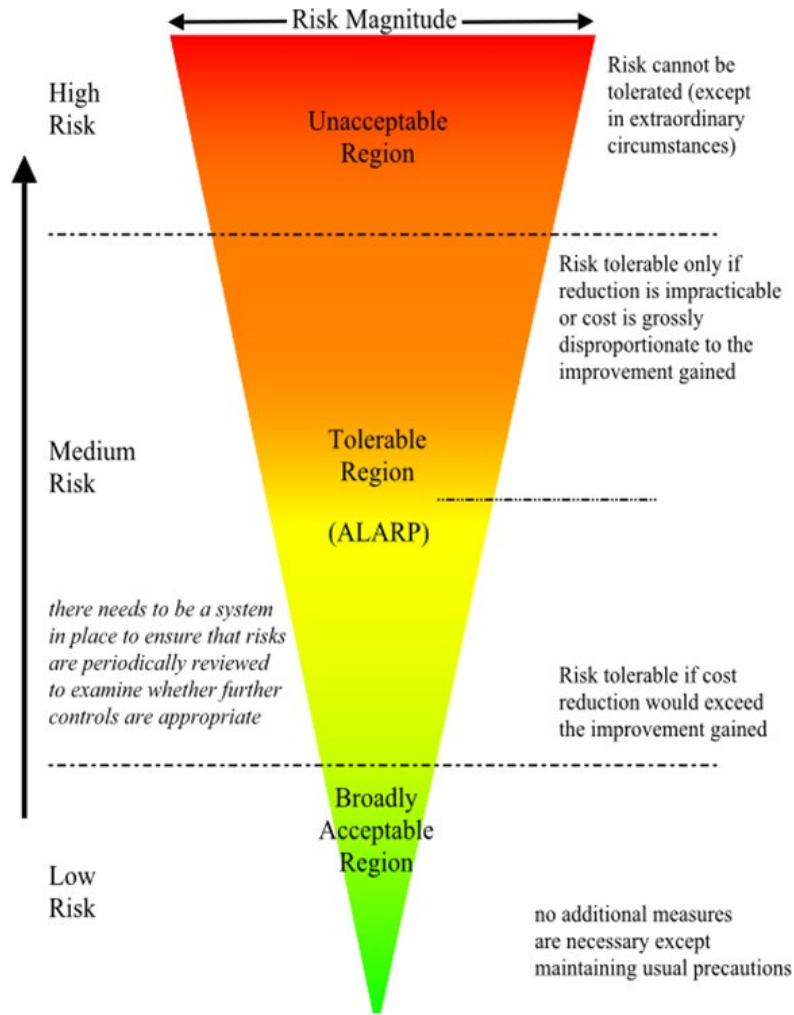 Risk Magnitude
High
Risk
Unacceptable
Region
Risk cannot be
tolerated (except
in extraordinary
circumstances)
Risk tolerable only if
reduction is impracticable
or cost is grossly
disproportionate to the
improvement gained
Medium
Risk
Tolerable
Region
(ALARP)
there needs to be a system
in place to ensure that risks
are periodically reviewed
to examine whether further
controls are appropriate
Risk tolerable if cost
reduction would exceed
the improvement gained
Broadly
Acceptable
Region
Low
Risk
no additional measures
are necessary except
maintaining usual precautions